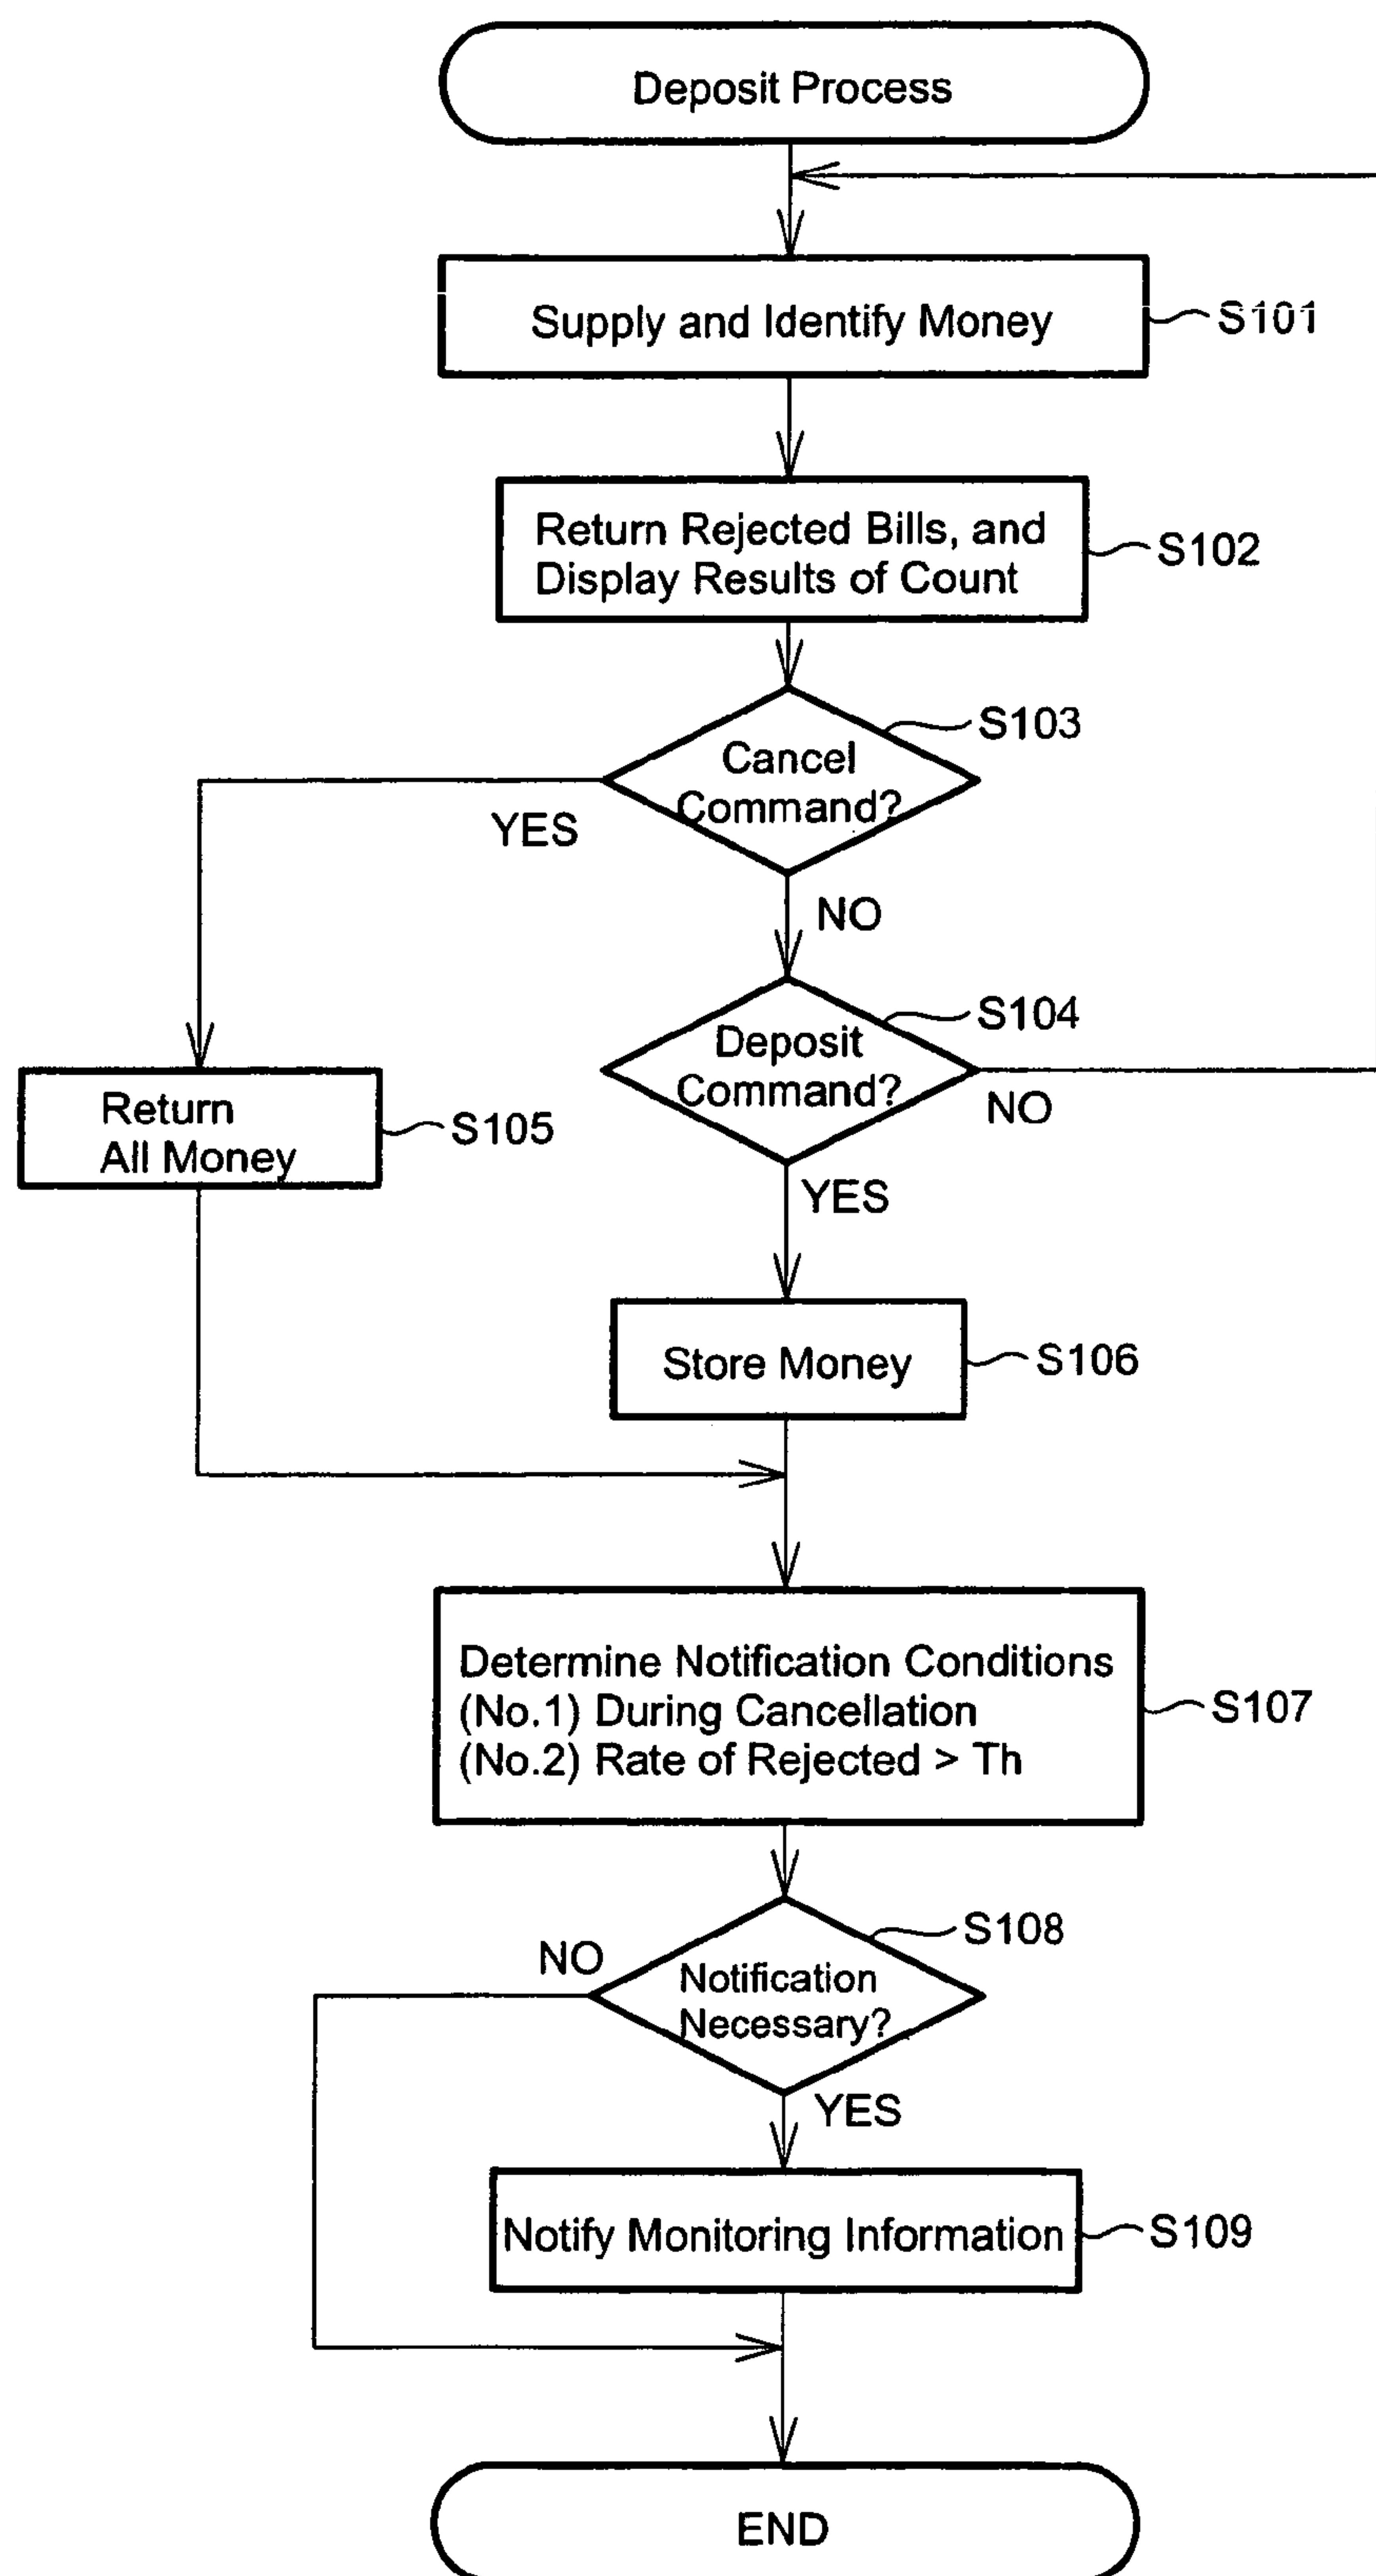 Deposit Process
Supply and Identify Money
S101
Return Rejected Bills, and
Display Results of Count
S102
S103
Cancel
Command?
YES
NO
S104
Deposit
Command?
NO
Return
All Money
S105
YES
Store Money
S106
Determine Notification Conditions
(No.1) During Cancellation
(No.2) Rate of Rejected > Th
S107
S108
NO
Notification
Necessary?
YES
Notify Monitoring Information
S109
END